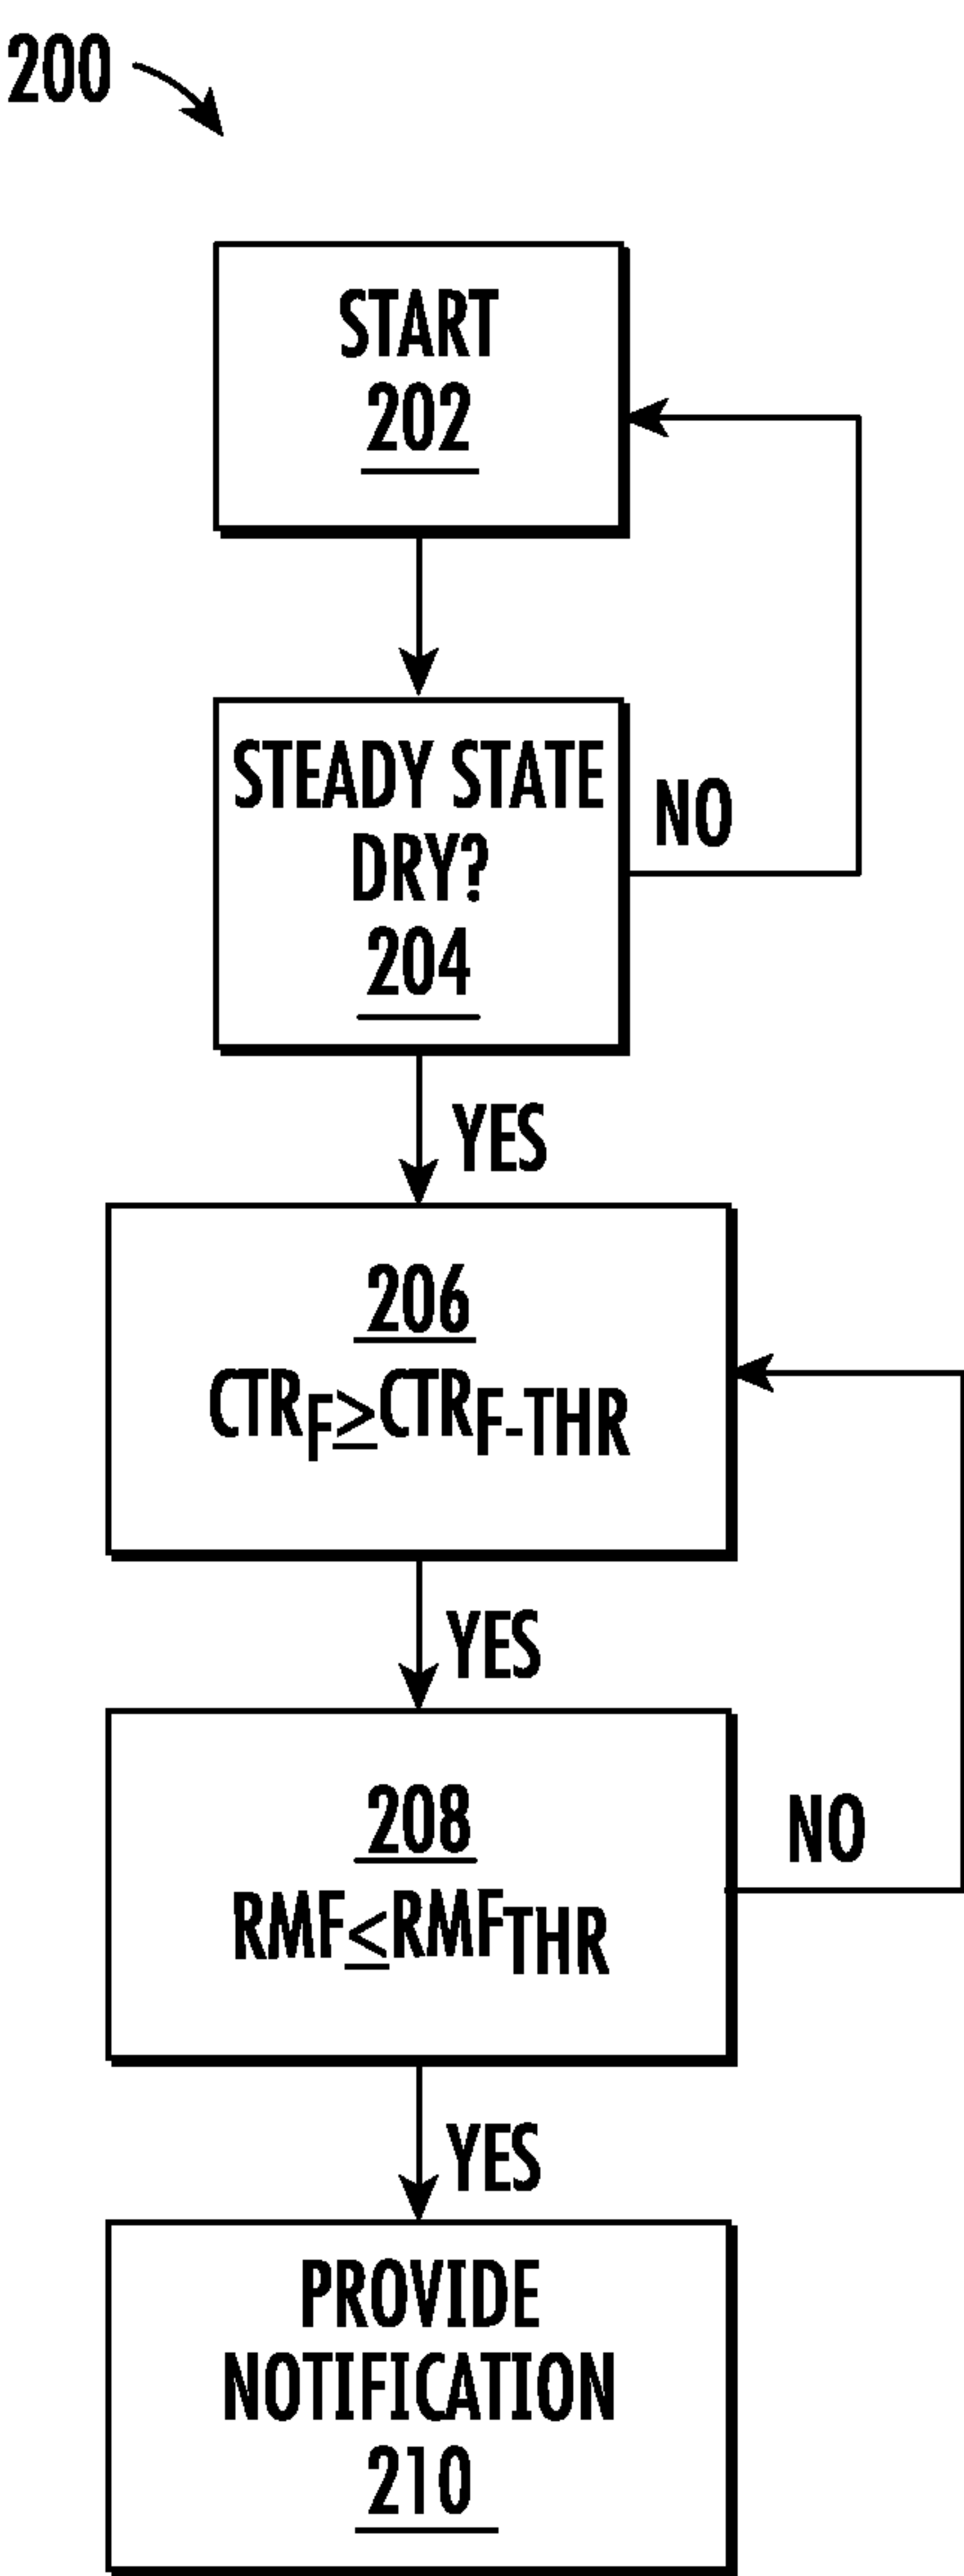 200
START
202
STEADY STATE
DRY?
204
NO
YES
206
CTRF≥CTRF-THR
YES
208
RMF≤RMFTHR
NO
YES
PROVIDE
NOTIFICATION
210